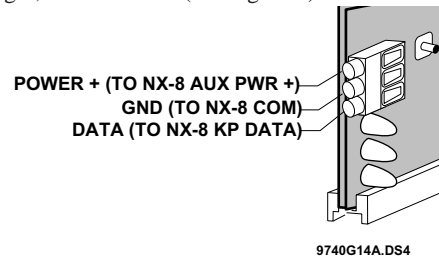 POWER + (TO NX-8 AUX PWR +)
GND (TO NX-8 COM)
DATA (TO NX-8 KP DATA)
9740G14A.DS4